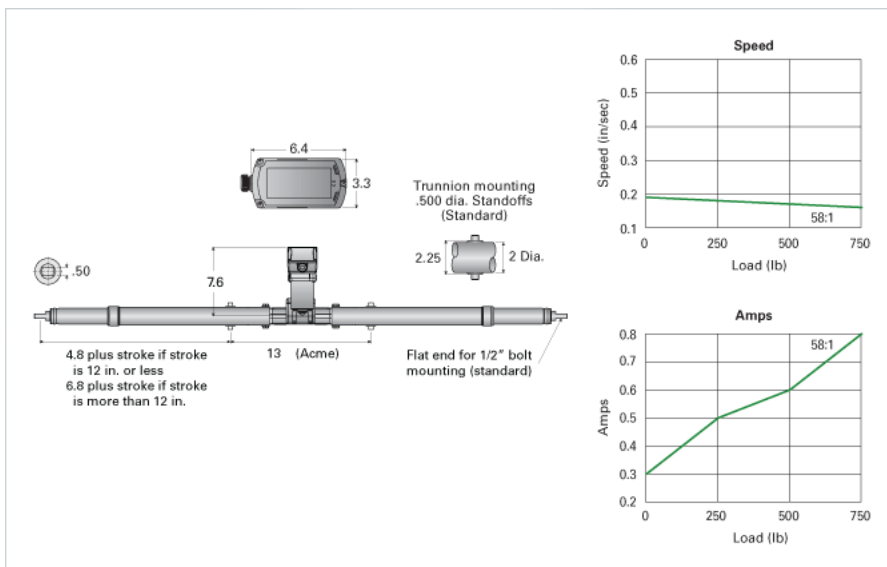 6.4
3.3
Trunnion mounting
.500 dia. Standoffs
(Standard)
2.25
2 Dia.
.50
7.6
4.8 plus stroke if stroke
is 12 in. or less
6.8 plus stroke if stroke
is more than 12 in.
13 (Acme)
Flat end for 1/2" bolt
mounting (standard)
Speed
Speed (in/sec)
0.6
0.5
0.4
0.3
0.2
0.1
58:1
0 250 500 750
Load (lb)
Amps
Amps
0.8
0.7
0.6
0.5
0.4
0.3
0.2
58:1
0 250 500 750
Load (lb)